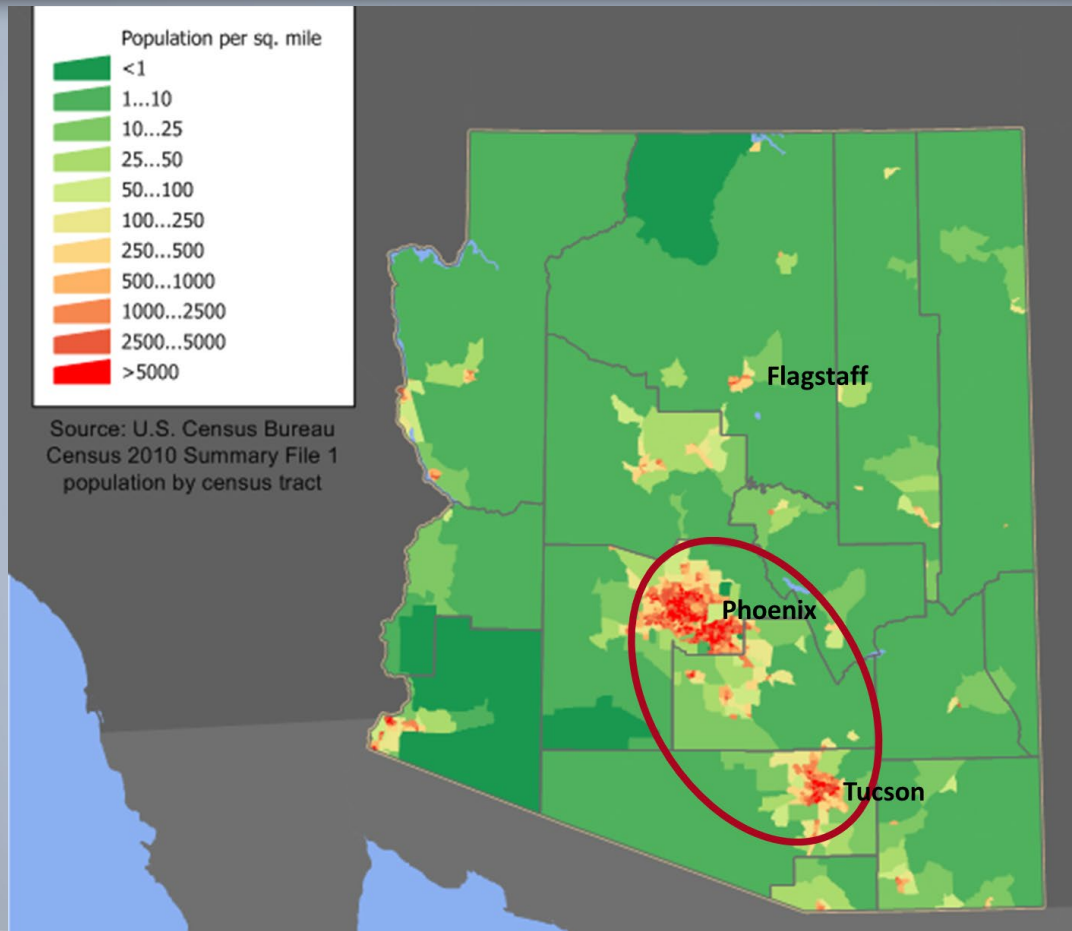 Population per sq. mile
<1
1...10
10...25
25...50
50...100
100...250
250...500
500...1000
1000...2500
2500...5000
>5000
Source: U.S. Census Bureau
Census 2010 Summary File 1
population by census tract
Flagstaff
Phoenix
Tucson